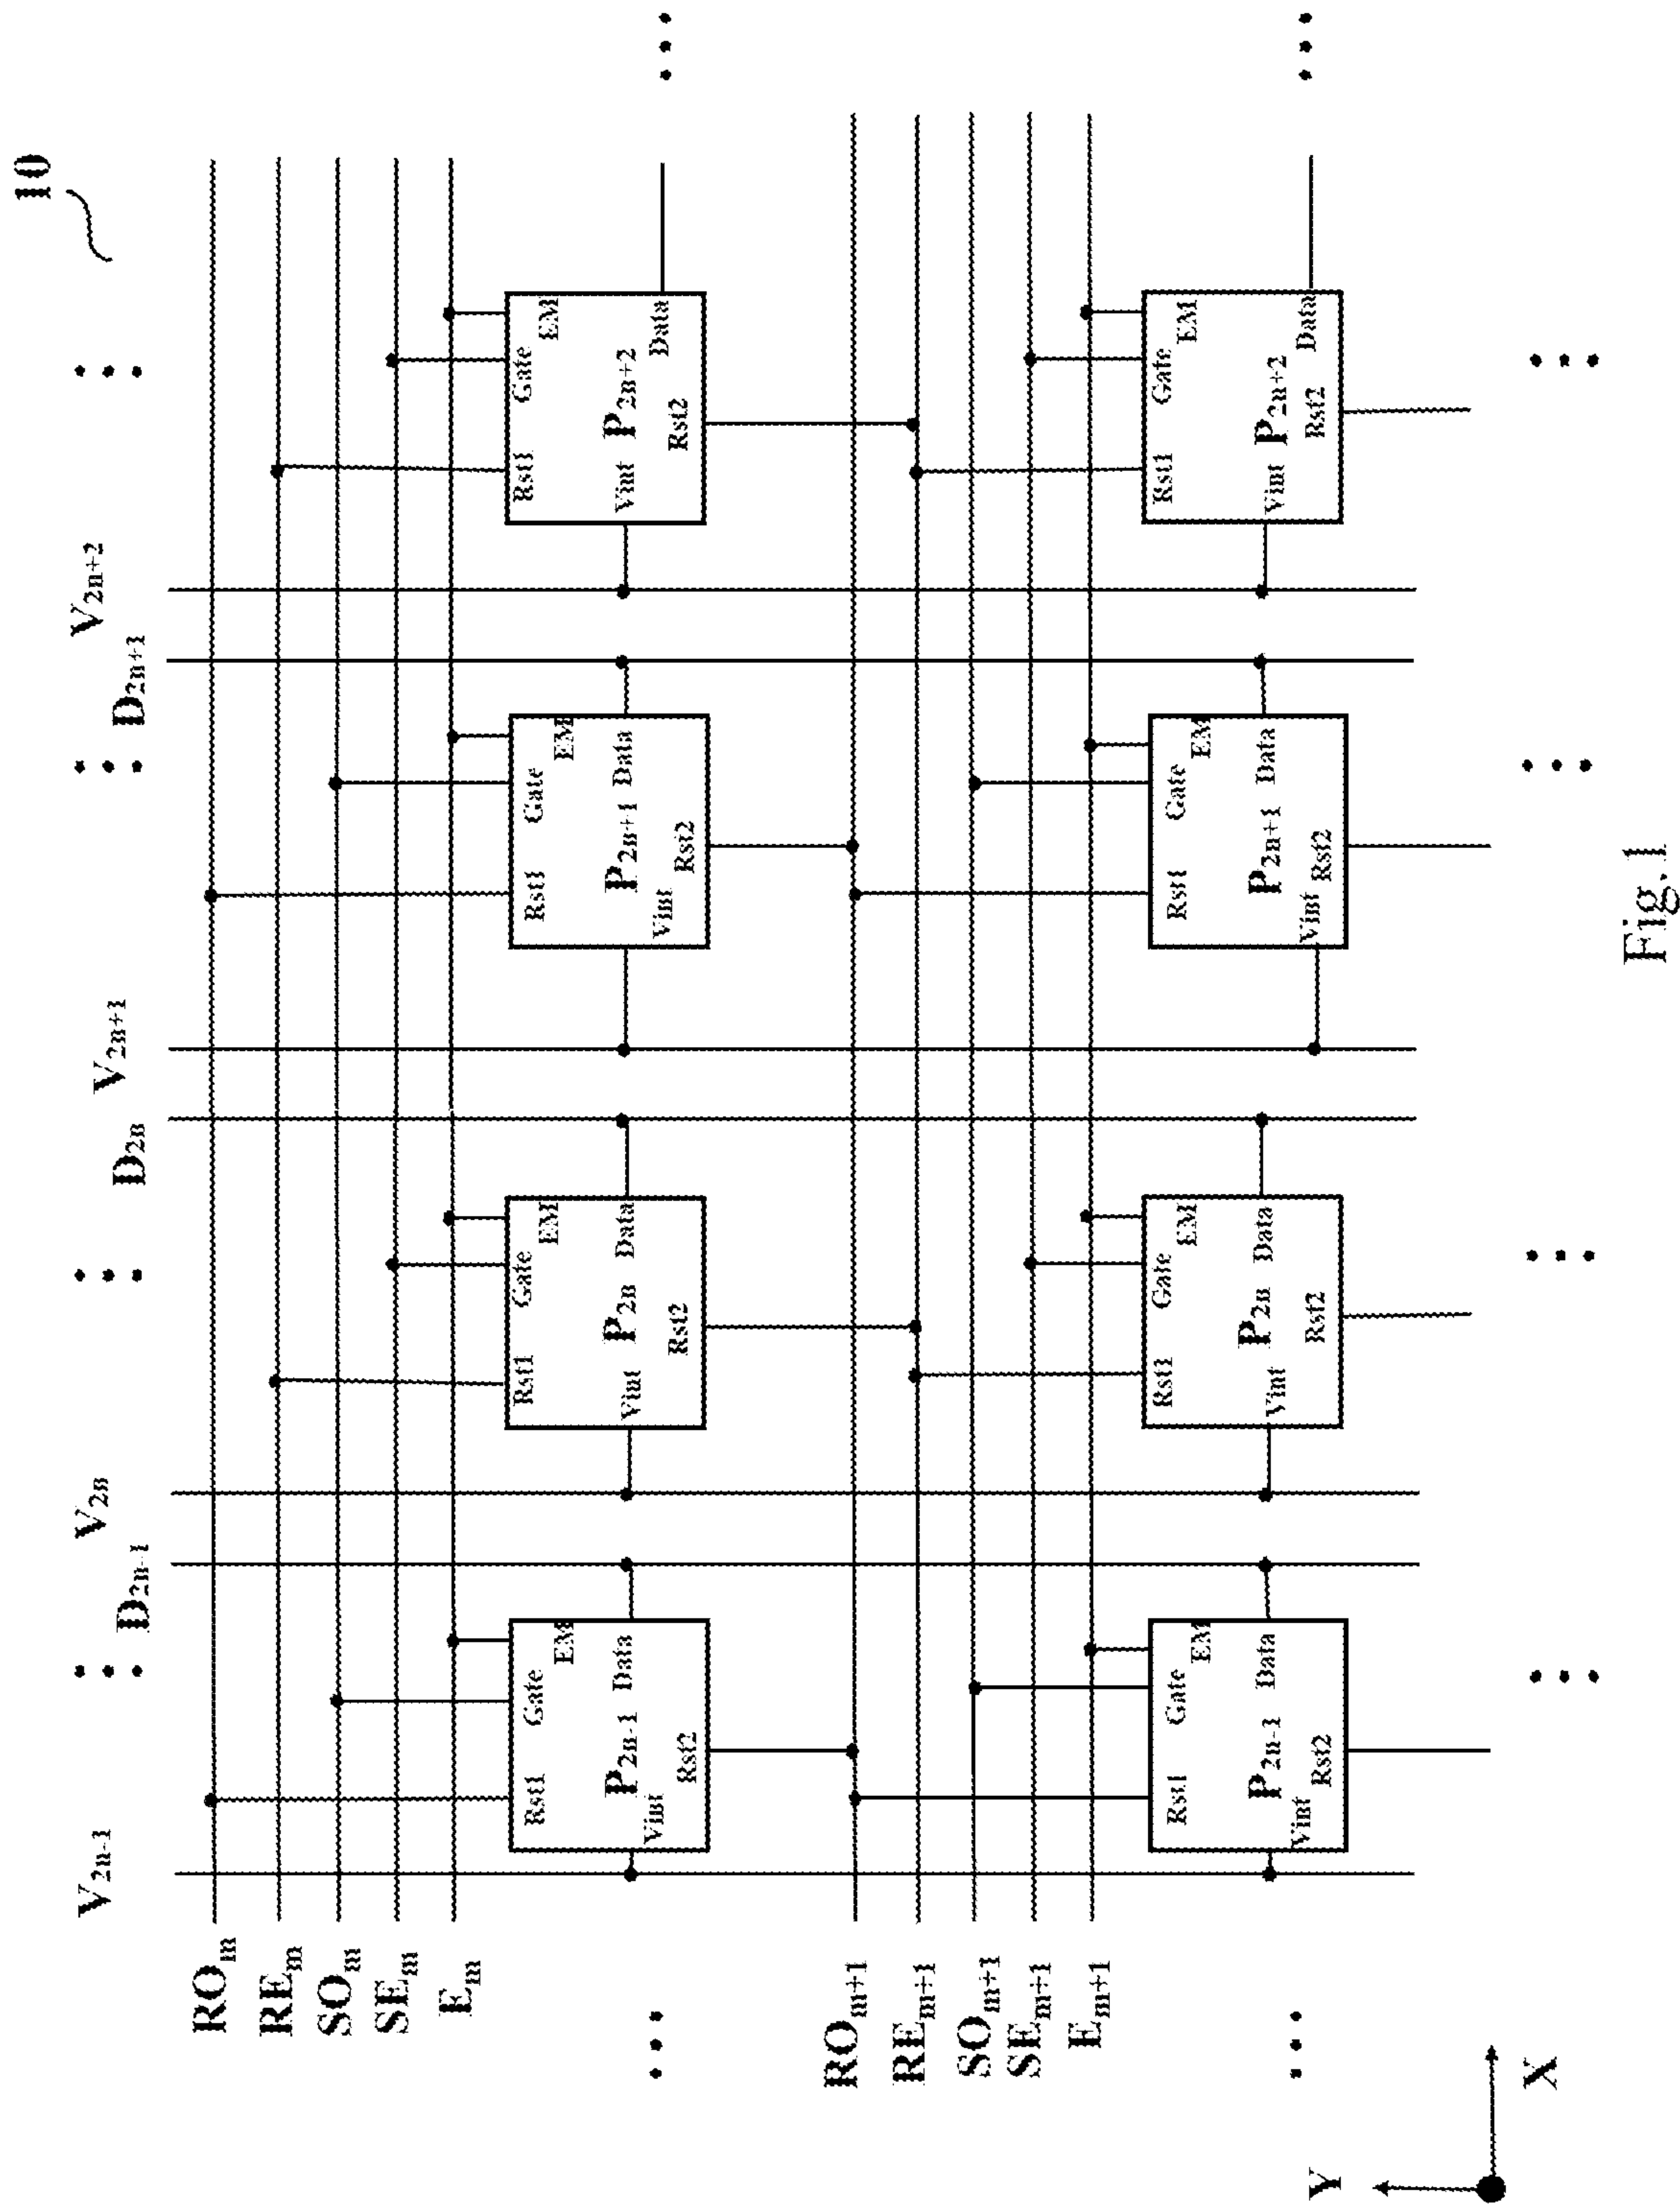 10
V2n-1 D2n-1 V2n D2n V2n+1 D2n+1 V2n+2
ROm
REm
SOm
SEm
Em
Rst1 Gate EM Rst1 Gate EM Rst1 Gate EM Rst1 Gate EM
P2n-1 Data P2n Data P2n+1 Data P2n+2 Data
Vint Rst2 Vint Rst2 Vint Rst2 Vint Rst2
ROm+1
REm+1
SOm+1
SEm+1
Em+1
Rst1 Gate EM Rst1 Gate EM Rst1 Gate EM Rst1 Gate EM
P2n-1 Data P2n Data P2n+1 Data P2n+2 Data
Vint Rst2 Vint Rst2 Vint Rst2 Vint Rst2
Y
X
Fig.1